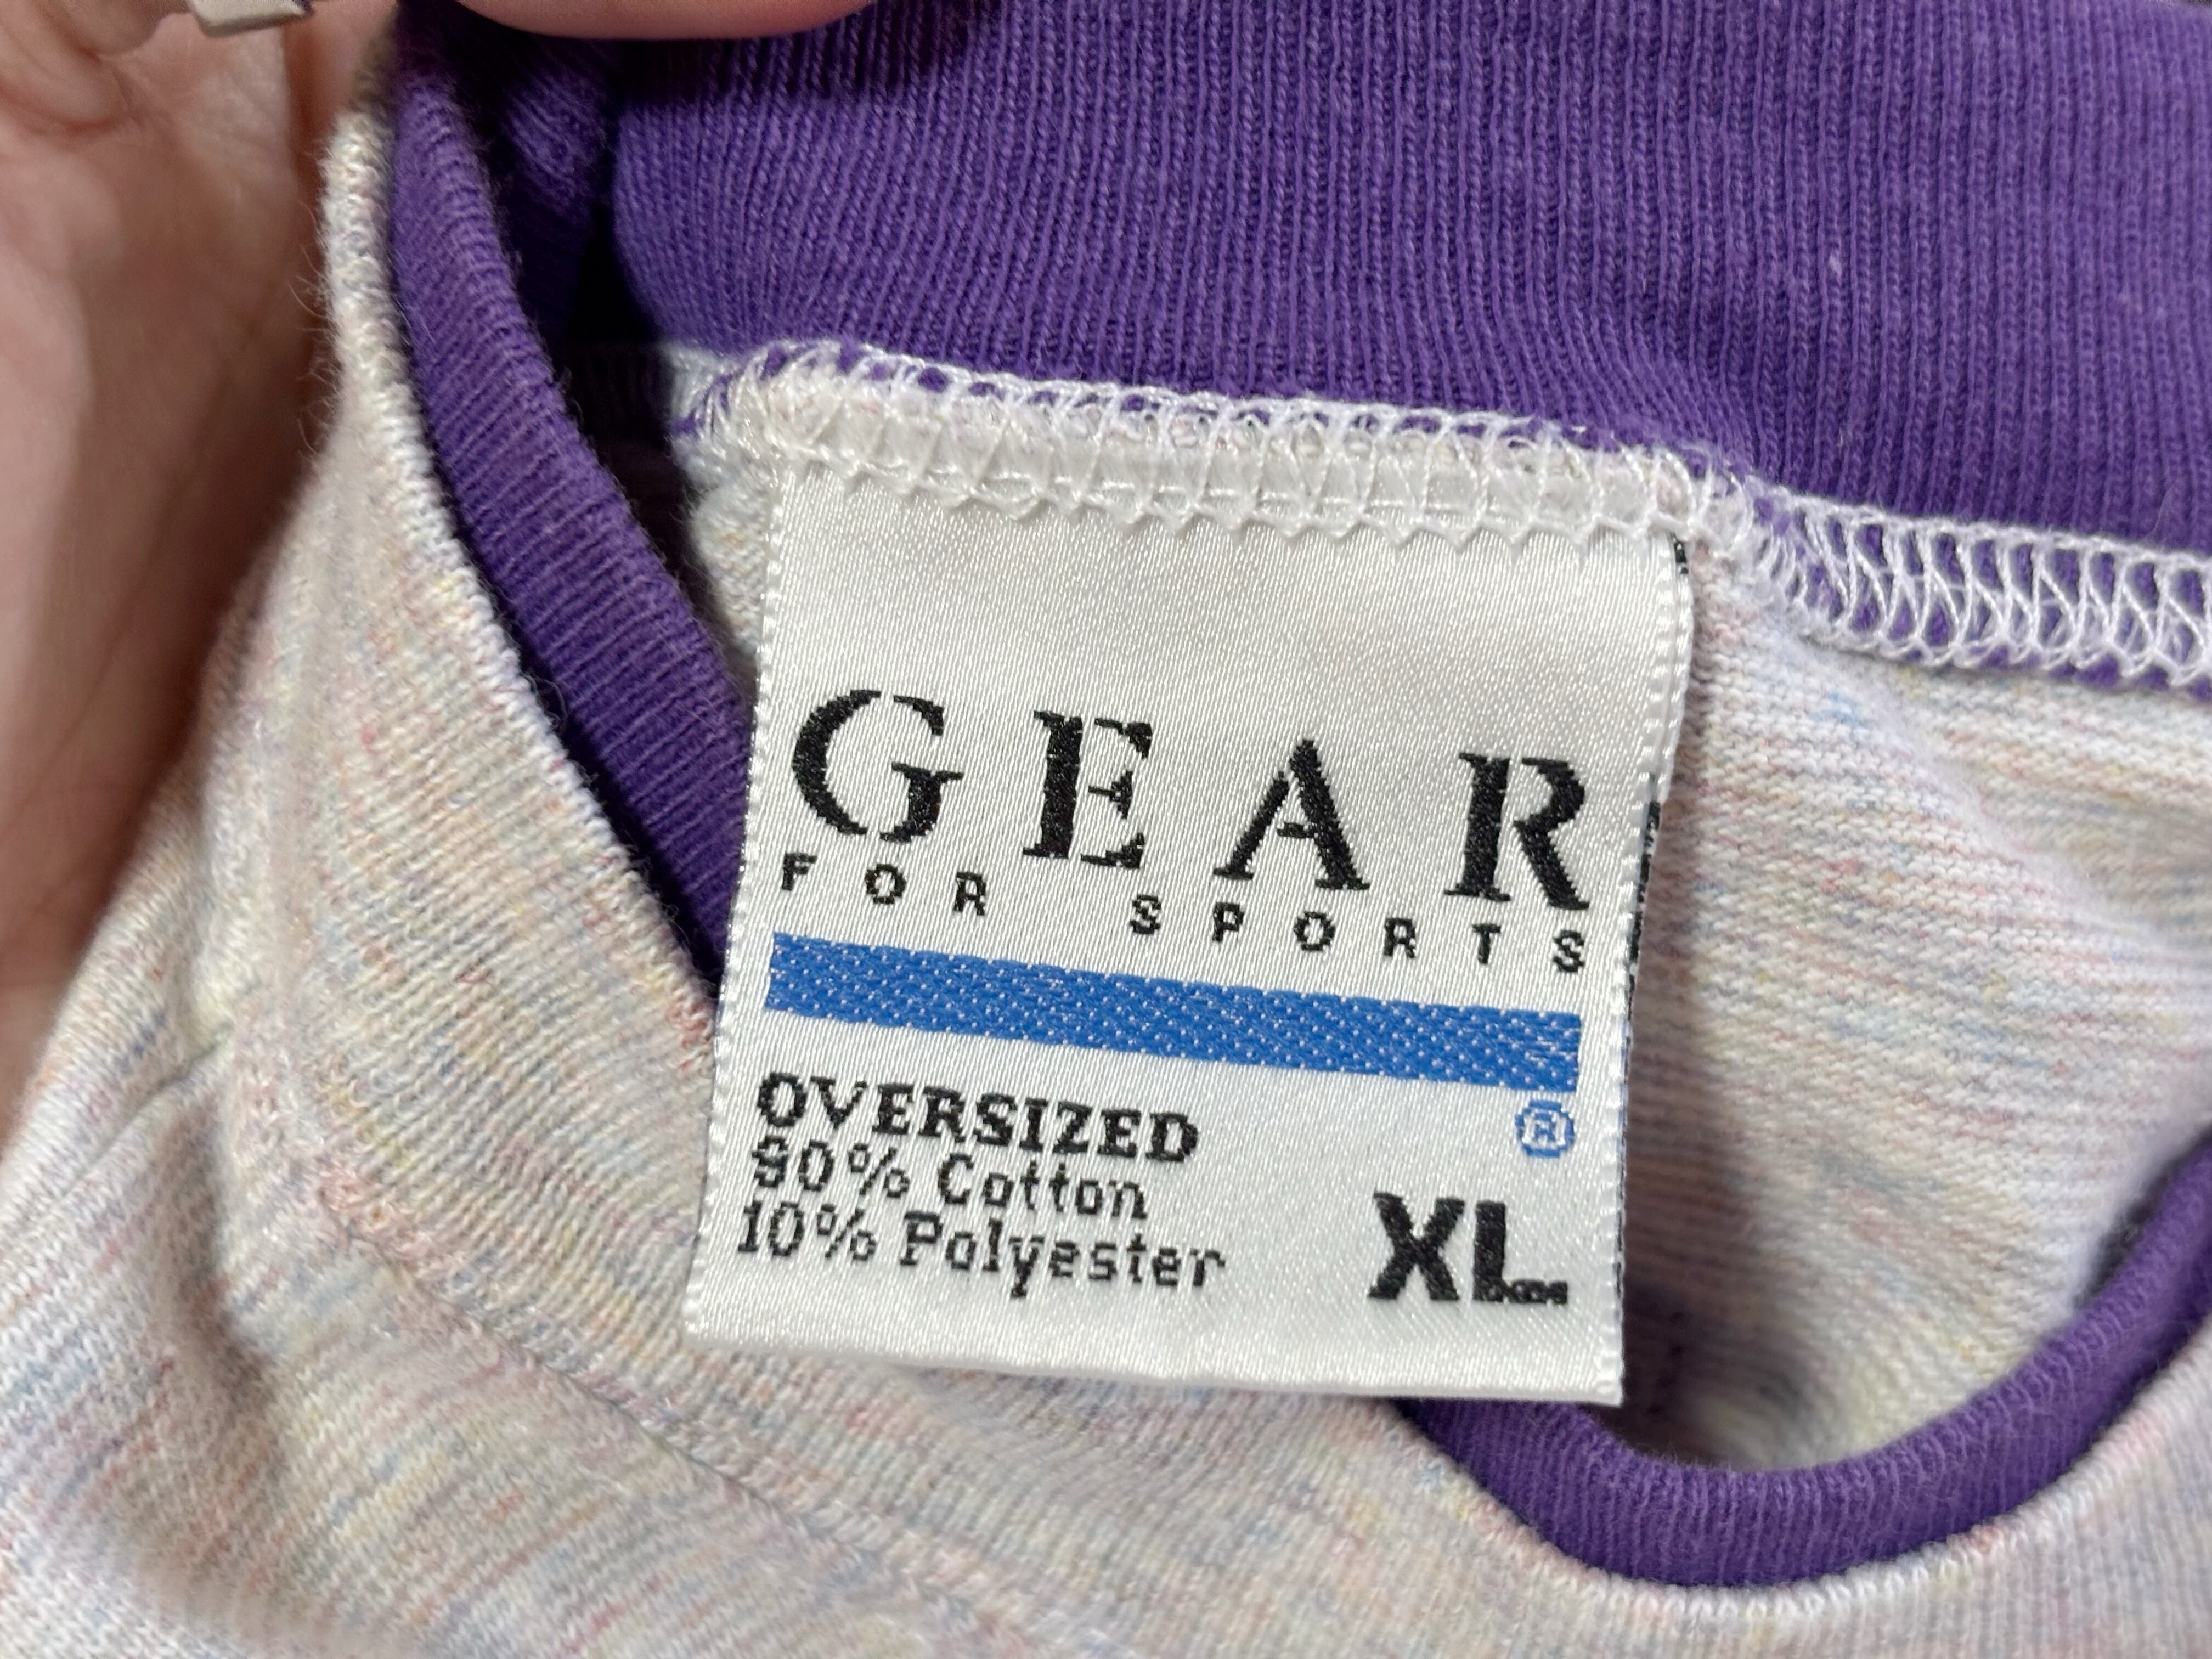 GEAR
FOR SPORTS
®
OVERSIZED
90% Cotton
10% Polyester
XL